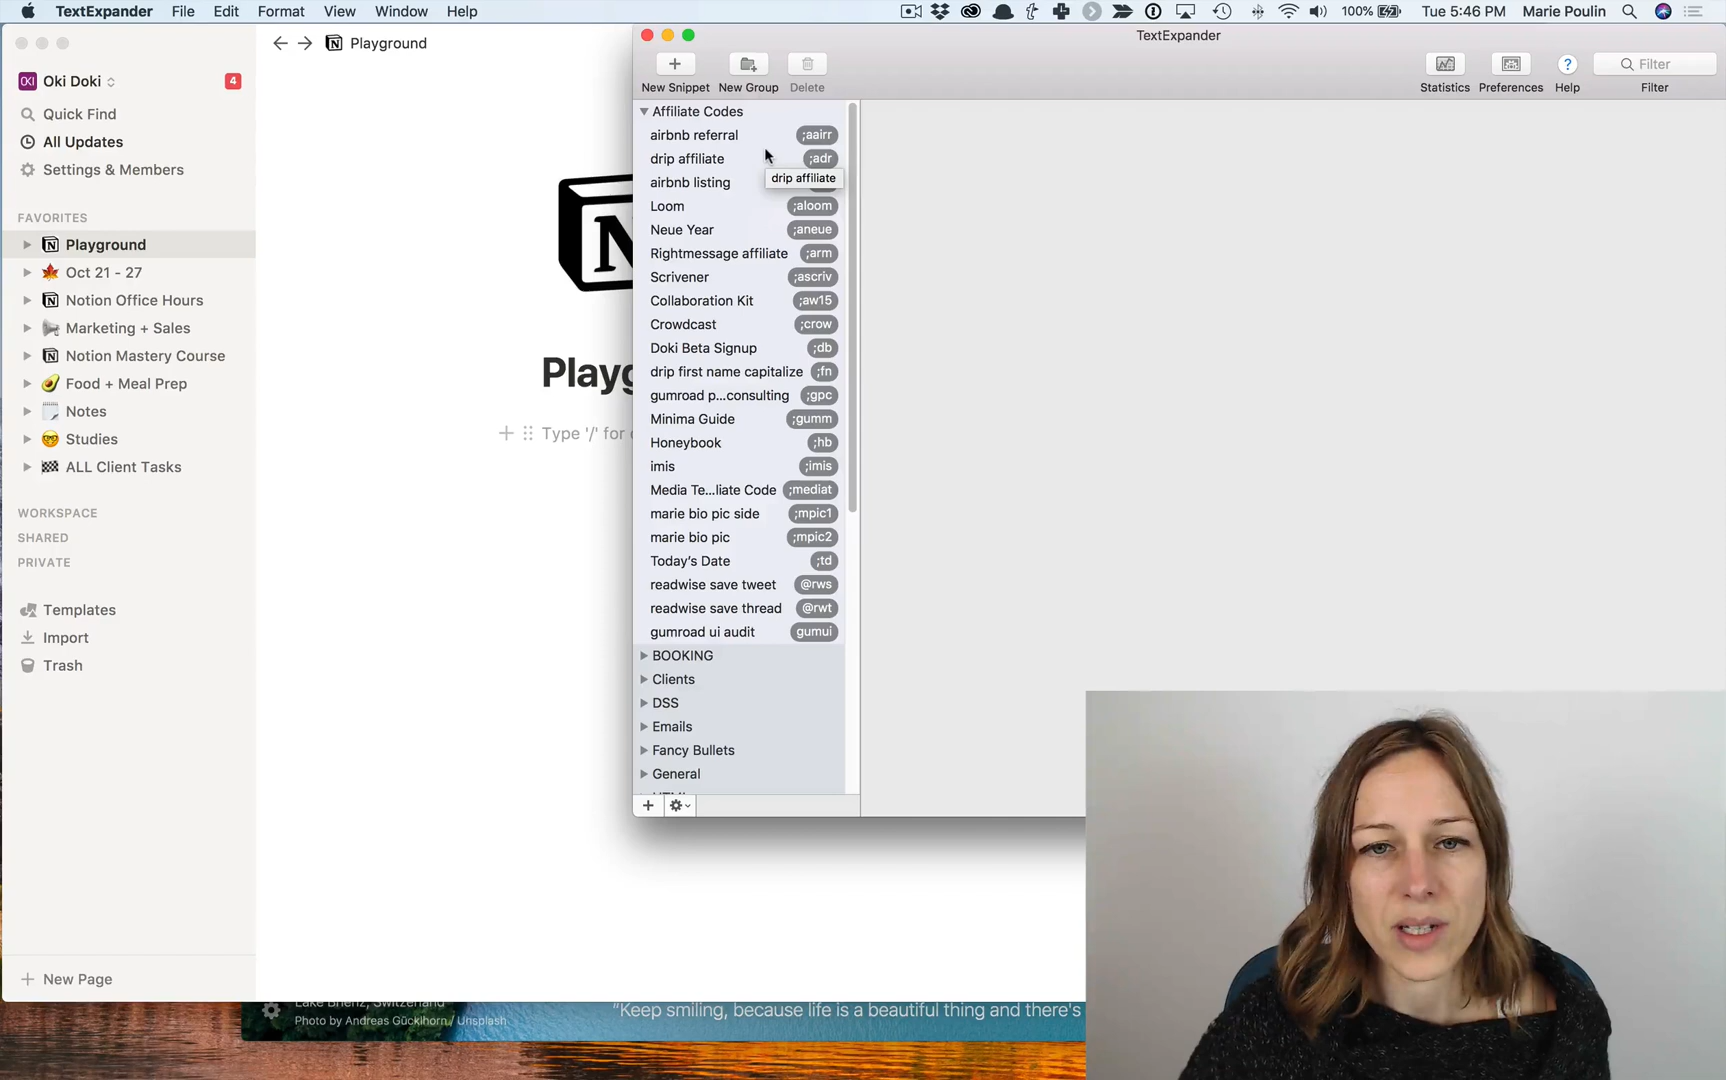 TextExpander File Edit Format View Window Help 100% Tue 5:46 PM Marie Poulin
Playground
TextExpander
Oki Doki 4
Quick Find
All Updates
Settings & Members
FAVORITES
Playground
Oct 21 - 27
Notion Office Hours
Marketing + Sales
Notion Mastery Course
Food + Meal Prep
Notes
Studies
ALL Client Tasks
WORKSPACE
SHARED
PRIVATE
Templates
Import
Trash
New Page
Playg
Type '/' for
New Snippet New Group Delete Statistics Preferences Help Filter
Filter
Affiliate Codes
airbnb referral ;aairr
drip affiliate ;adr
drip affiliate
airbnb listing
Loom ;aloom
Neue Year ;aneue
Rightmessage affiliate ;arm
Scrivener ;ascriv
Collaboration Kit ;aw15
Crowdcast ;crow
Doki Beta Signup ;db
drip first name capitalize ;fn
gumroad p...consulting ;gpc
Minima Guide ;gumm
Honeybook ;hb
imis ;imis
Media Te...liate Code ;mediat
marie bio pic side ;mpic1
marie bio pic ;mpic2
Today's Date ;td
readwise save tweet @rws
readwise save thread @rwt
gumroad ui audit gumui
BOOKING
Clients
DSS
Emails
Fancy Bullets
General
Lake Brienz, Switzerland
Photo by Andreas Gücklhorn / Unsplash
"Keep smiling, because life is a beautiful thing and there's